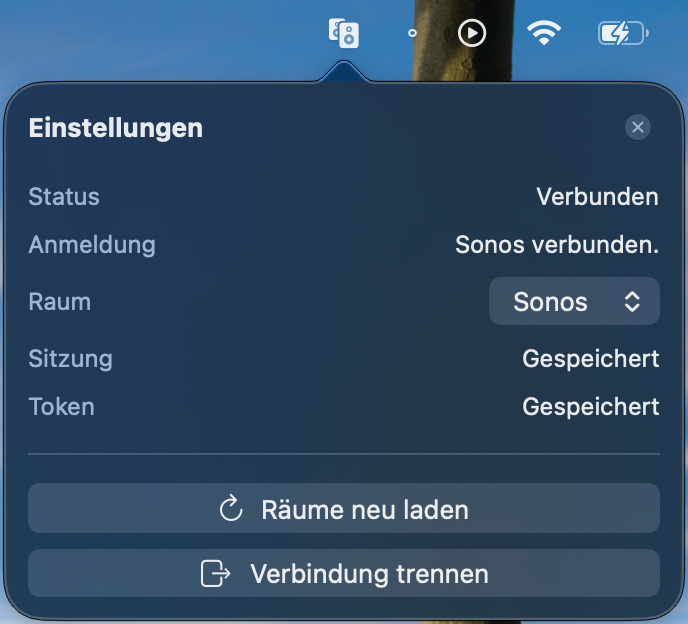 Einstellungen
Status Verbunden
Anmeldung Sonos verbunden.
Raum Sonos
Sitzung Gespeichert
Token Gespeichert
Räume neu laden
Verbindung trennen